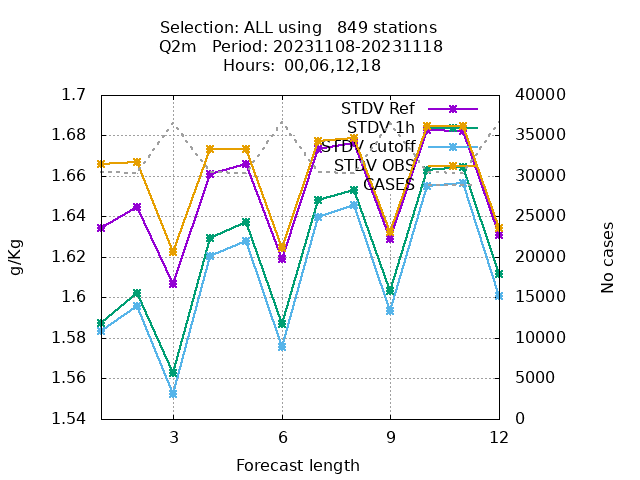 Selection: ALL using   849 stations
Q2m   Period: 20231108-20231118
Hours: 00,06,12,18
1.7
1.68
1.66
1.64
1.62
1.6
1.58
1.56
1.54
g/Kg
40000
35000
30000
25000
20000
15000
10000
5000
0
No cases
STDV Ref
STDV 1h
STDV cutoff
STDV OBS
CASES
3
6
9
12
Forecast length